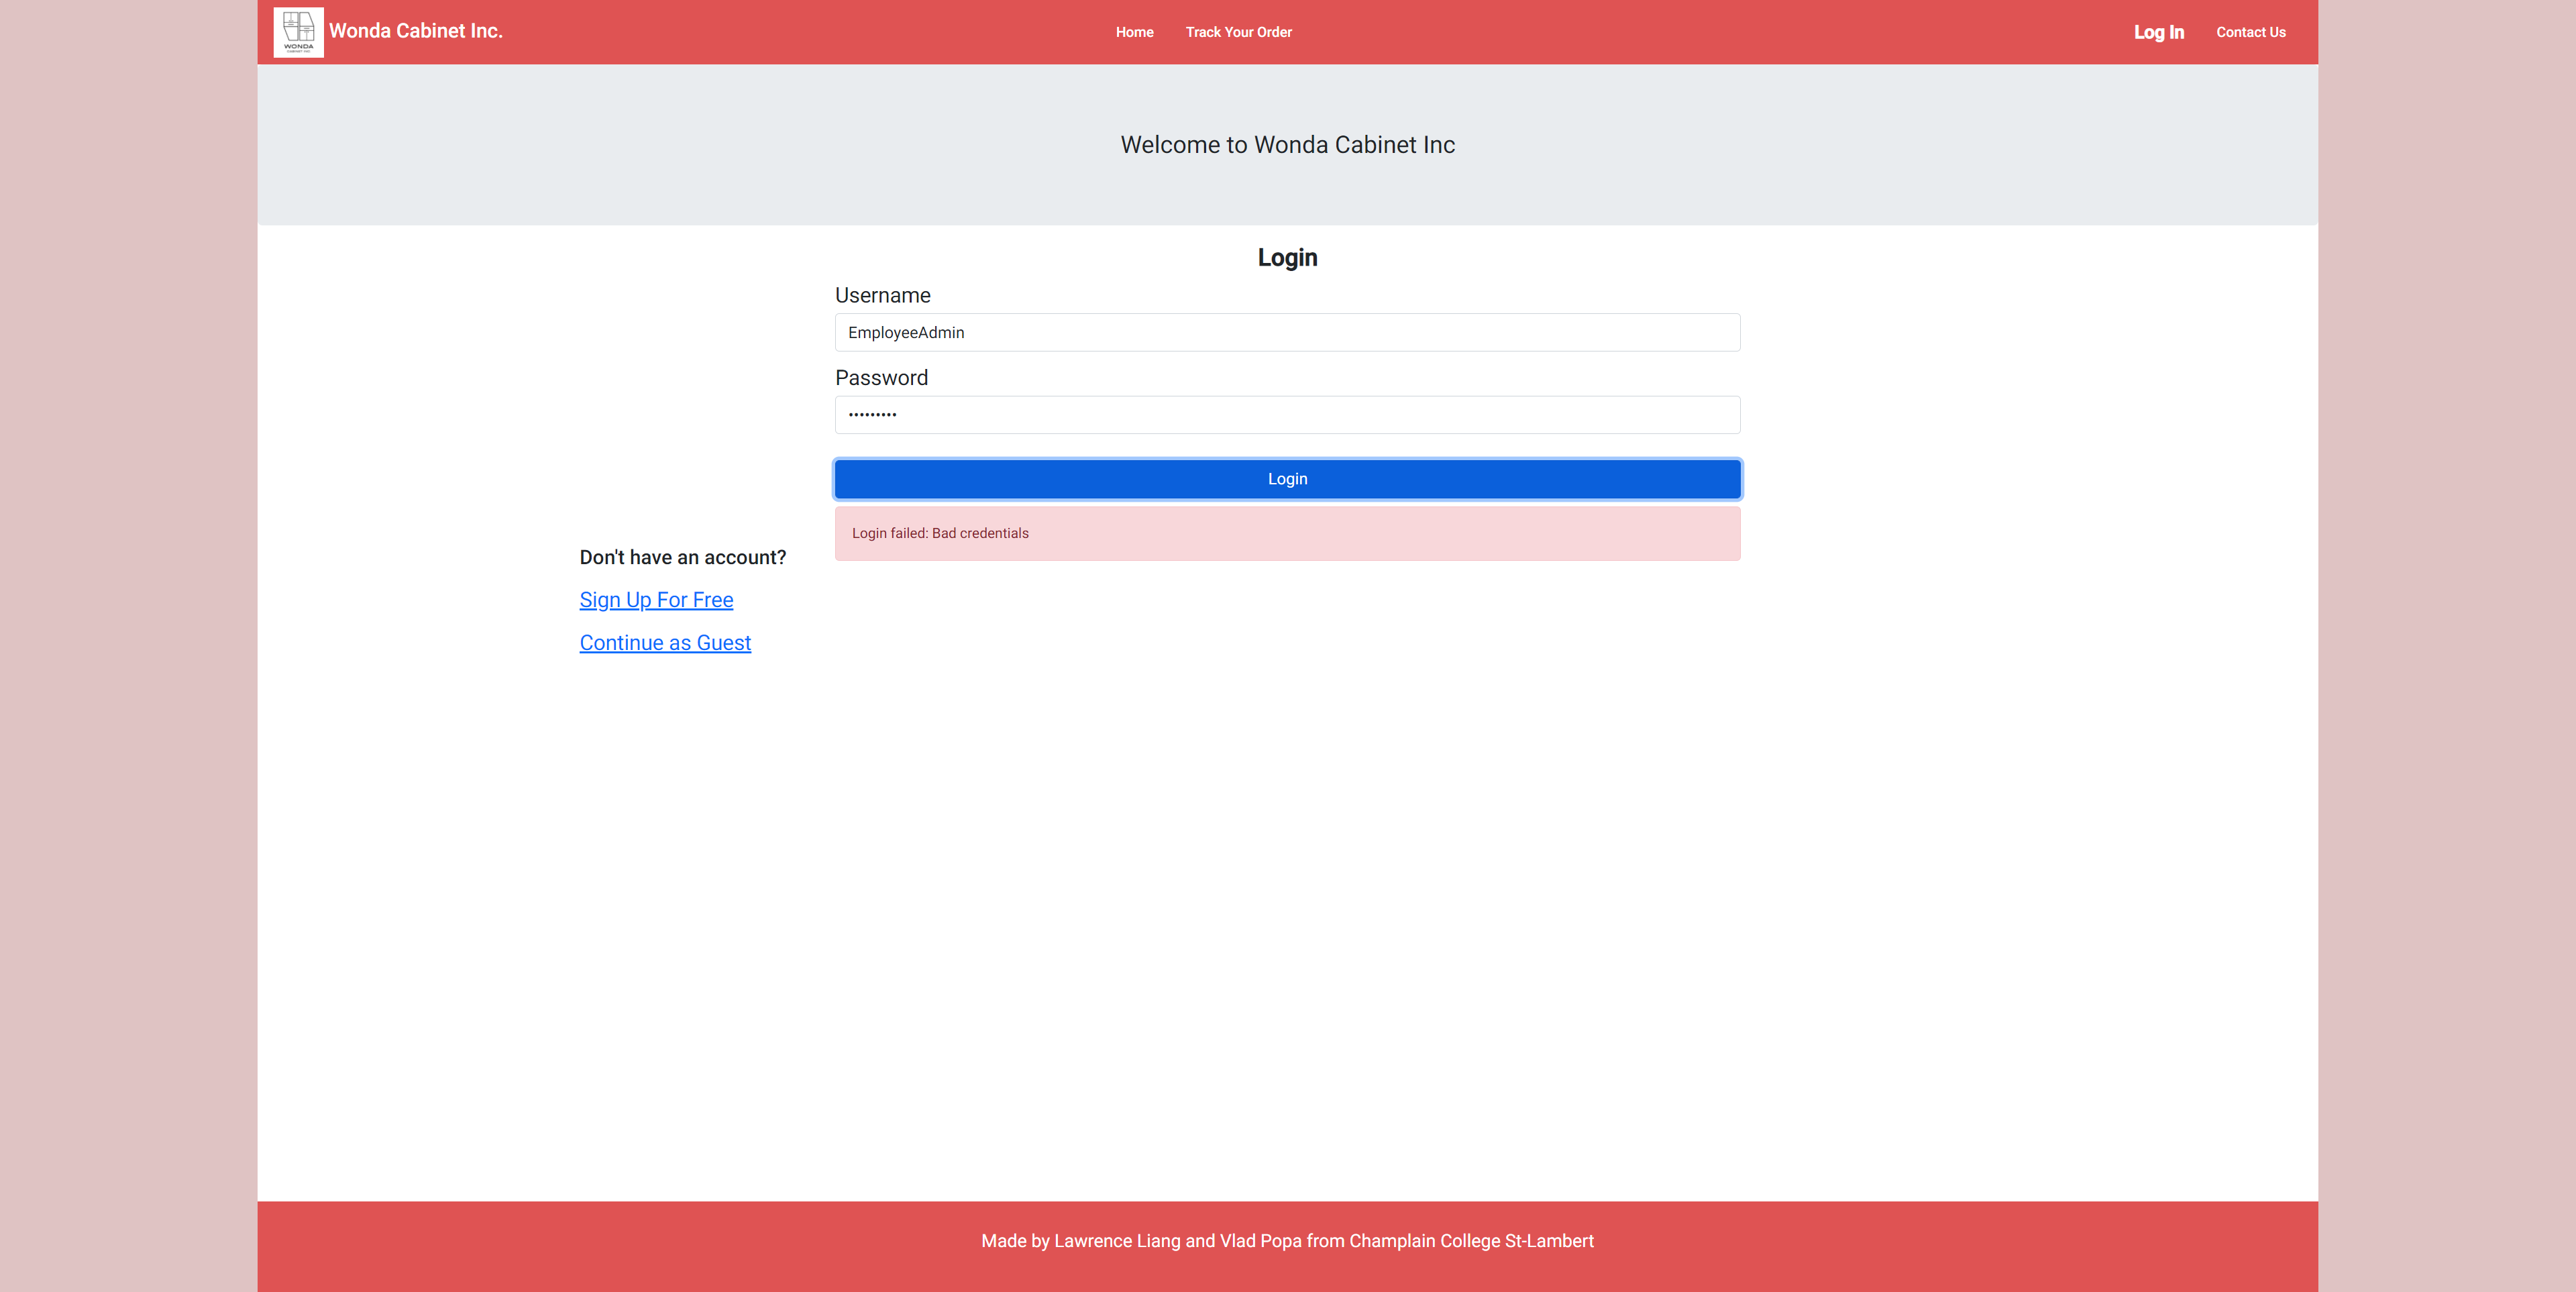 WONDA
CABINET INC.
Wonda Cabinet Inc.
Home
Track Your Order
Log In
Contact Us
Welcome to Wonda Cabinet Inc
Login
Username
EmployeeAdmin
Password
•••••••••
Login
Login failed: Bad credentials
Don't have an account?
Sign Up For Free
Continue as Guest
Made by Lawrence Liang and Vlad Popa from Champlain College St-Lambert